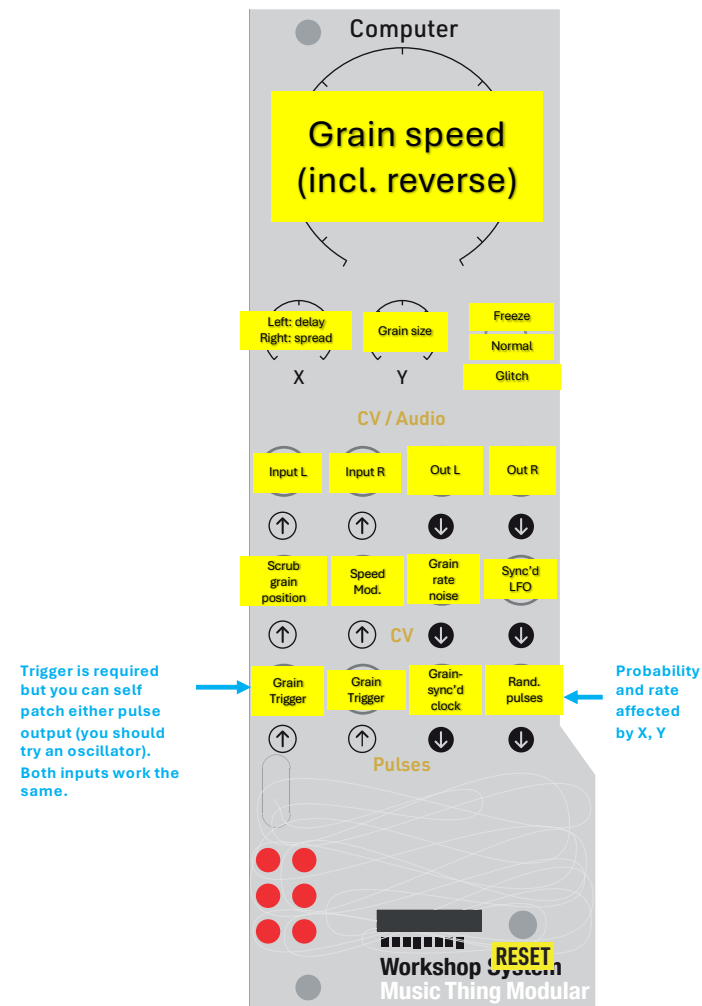 Computer
Grain speed
(incl. reverse)
Left: delay
Right: spread
Grain size
Freeze
Normal
Glitch
X
Y
CV / Audio
Input L
Input R
Out L
Out R
Scrub
grain
position
Speed
Mod.
Grain
rate
noise
Sync'd
LFO
CV
Trigger is required
but you can self
patch either pulse
output (you should
try an oscillator).
Both inputs work the
same.
Grain
Trigger
Grain
Trigger
Grain-
sync'd
clock
Rand.
pulses
Probability
and rate
affected
by X, Y
Pulses
RESET
Workshop System
Music Thing Modular